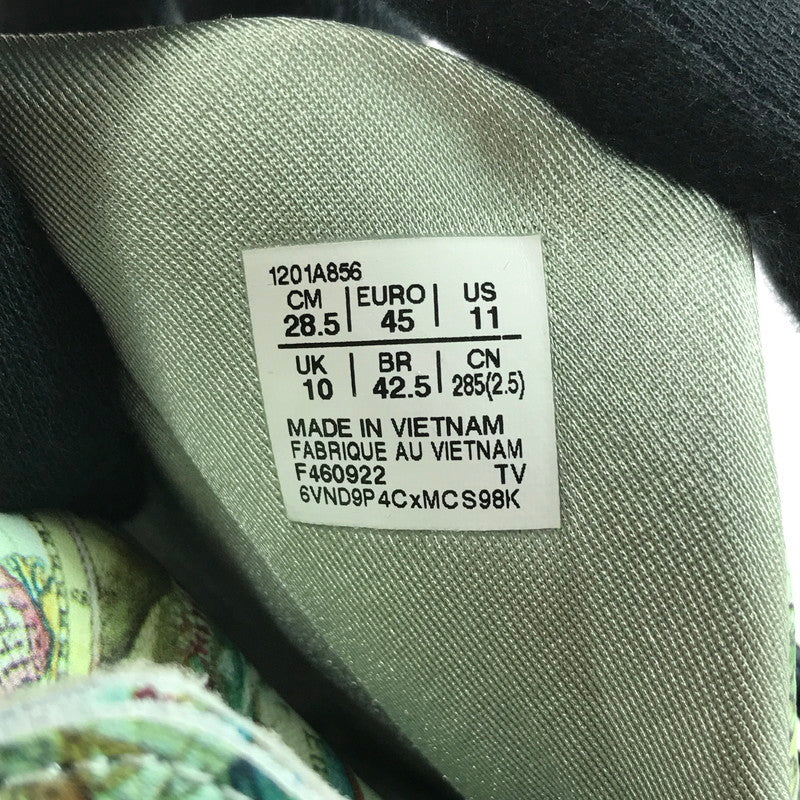 1201A856
CM | EURO | US
28.5 | 45 | 11
UK | BR | CN
10 | 42.5 | 285(2.5)
MADE IN VIETNAM
FABRIQUE AU VIETNAM
F460922 TV
6VND9P4CxMCS98K